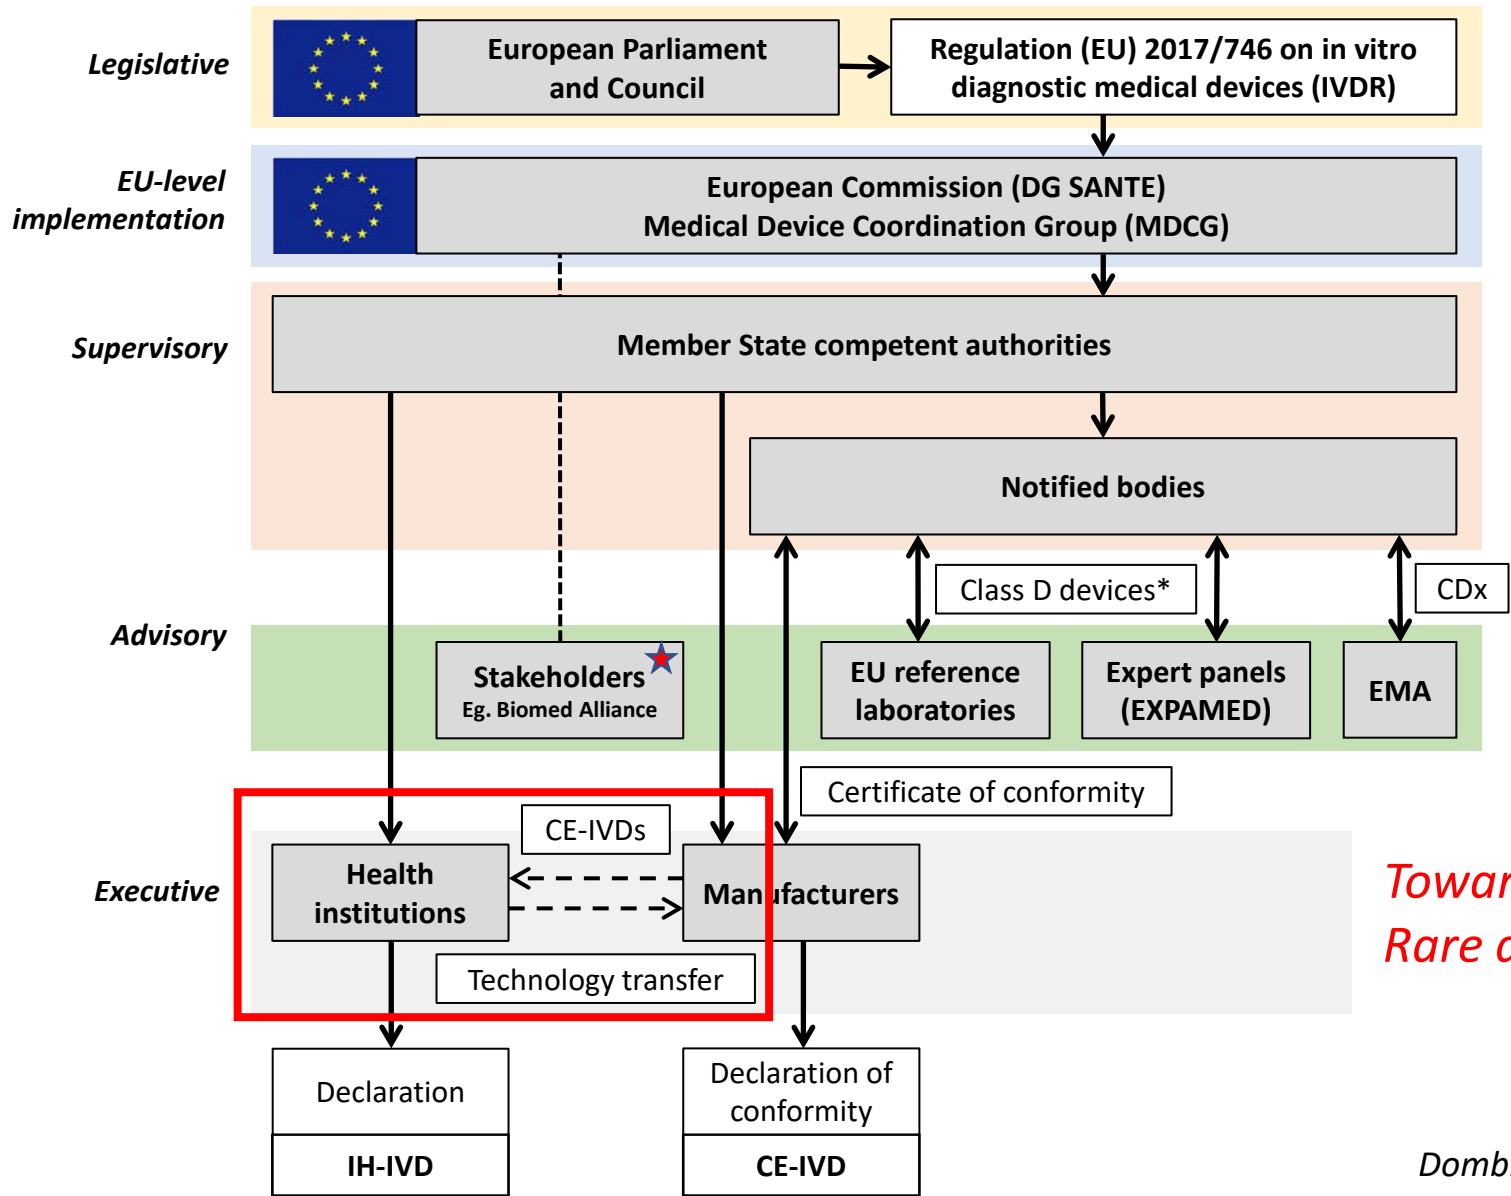 Legislative
European Parliament
and Council
Regulation (EU) 2017/746 on in vitro
diagnostic medical devices (IVDR)
EU-level
implementation
European Commission (DG SANTE)
Medical Device Coordination Group (MDCG)
Supervisory
Member State competent authorities
Notified bodies
Class D devices*
CDx
Advisory
Stakeholders
Eg. Biomed Alliance
EU reference
laboratories
Expert panels
(EXPAMED)
EMA
Certificate of conformity
CE-IVDs
Executive
Health
institutions
Manufacturers
Technology transfer
Rare
Declaration
IH-IVD
Declaration of
conformity
CE-IVD